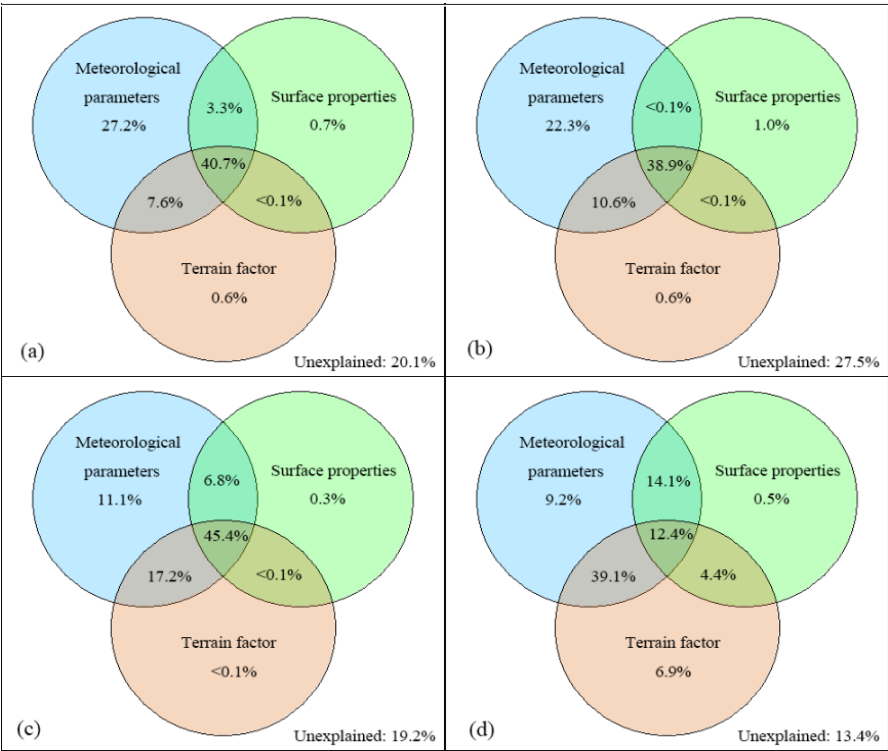 Meteorological
parameters
27.2%
3.3%
Surface properties
0.7%
40.7%
7.6%
<0.1%
Terrain factor
0.6%
(a)
Unexplained: 20.1%
Meteorological
parameters
22.3%
<0.1%
Surface properties
1.0%
38.9%
10.6%
<0.1%
Terrain factor
0.6%
(b)
Unexplained: 27.5%
Meteorological
parameters
11.1%
6.8%
Surface properties
0.3%
45.4%
17.2%
<0.1%
Terrain factor
<0.1%
(c)
Unexplained: 19.2%
Meteorological
parameters
9.2%
14.1%
Surface properties
0.5%
12.4%
39.1%
4.4%
Terrain factor
6.9%
(d)
Unexplained: 13.4%